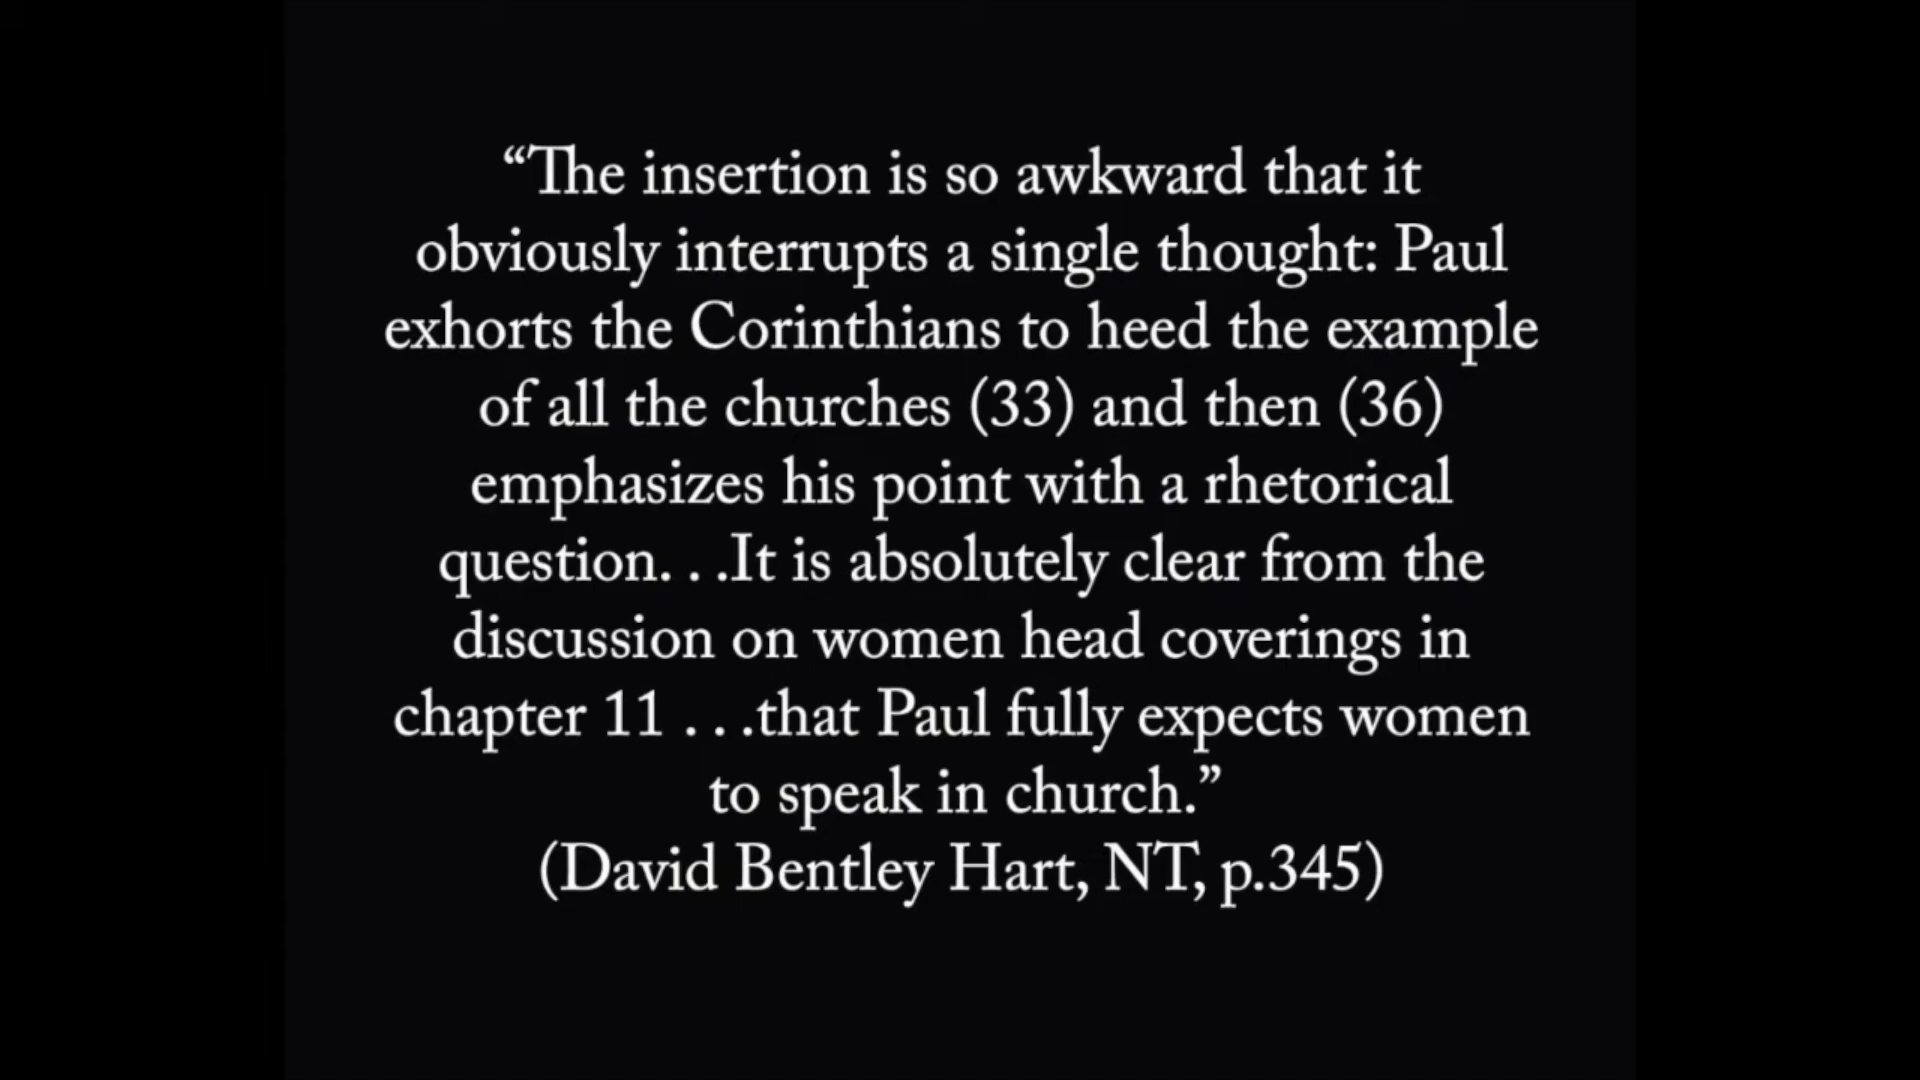 “The insertion is so awkward that it
obviously interrupts a single thought: Paul
exhorts the Corinthians to heed the example
of all the churches (33) and then (36)
emphasizes his point with a rhetorical
question. . .It is absolutely clear from the
discussion on women head coverings in
chapter 11 . . .that Paul fully expects women
to speak in church.”
(David Bentley Hart, NT, p.345)